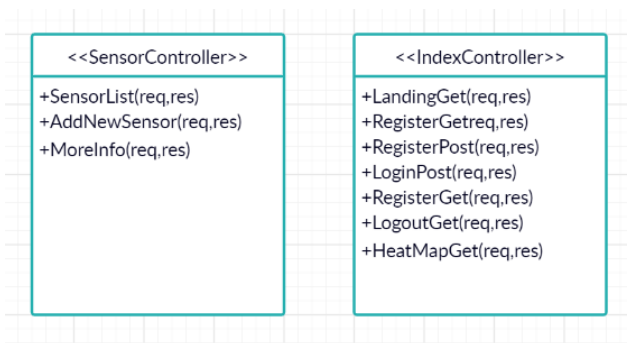 <<SensorController>>
+SensorList(req,res)
+AddNewSensor(req,res)
+MoreInfo(req,res)
<<IndexController>>
+LandingGet(req,res)
+RegisterGetreq,res)
+RegisterPost(req,res)
+LoginPost(req,res)
+RegisterGet(req,res)
+LogoutGet(req,res)
+HeatMapGet(req,res)